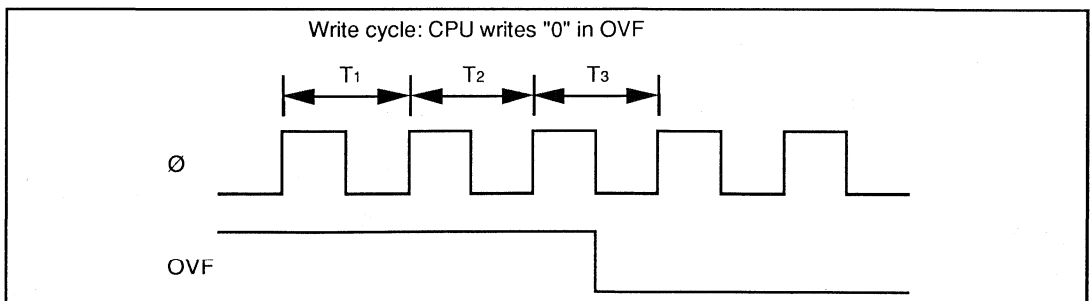 Write cycle: CPU writes "0" in OVF
T1 T2 T3
Ø
OVF